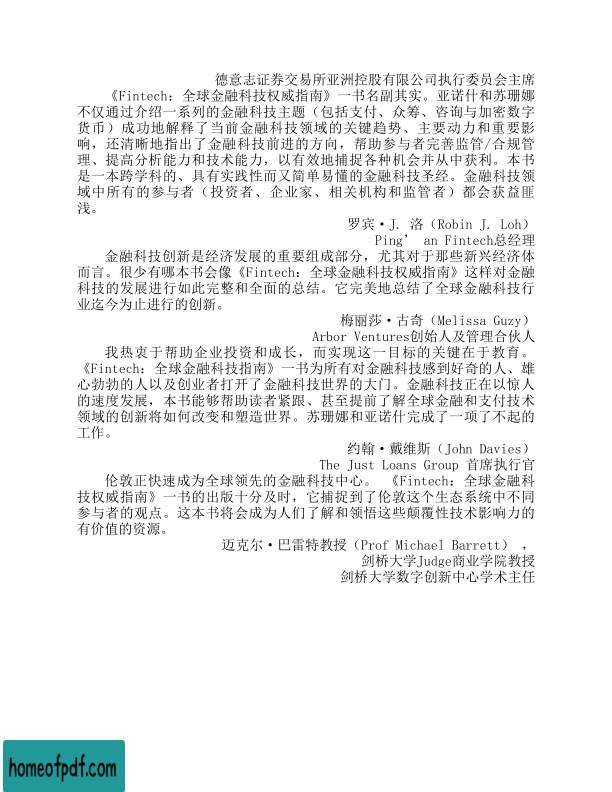 德意志证券交易所亚洲控股有限公司执行委员会主席
《Fintech：全球金融科技权威指南》一书名副其实。亚诺什和苏珊娜
不仅通过介绍一系列的金融科技主题（包括支付、众筹、咨询与加密数字
货币）成功地解释了当前金融科技领域的关键趋势、主要动力和重要影
响，还清晰地指出了金融科技前进的方向，帮助参与者完善监管/合规管
理、提高分析能力和技术能力，以有效地捕捉各种机会并从中获利。本书
是一本跨学科的、具有实践性而又简单易懂的金融科技圣经。金融科技领
域中所有的参与者（投资者、企业家、相关机构和监管者）都会获益匪
浅。
罗宾·J. 洛（Robin J. Loh）
Ping’ an Fintech总经理
金融科技创新是经济发展的重要组成部分，尤其对于那些新兴经济体
而言。很少有哪本书会像《Fintech：全球金融科技权威指南》这样对金融
科技的发展进行如此完整和全面的总结。它完美地总结了全球金融科技行
业迄今为止进行的创新。
梅丽莎·古奇（Melissa Guzy）
Arbor Ventures创始人及管理合伙人
我热衷于帮助企业投资和成长，而实现这一目标的关键在于教育。
《Fintech：全球金融科技指南》一书为所有对金融科技感到好奇的人、雄
心勃勃的人以及创业者打开了金融科技世界的大门。金融科技正在以惊人
的速度发展，本书能够帮助读者紧跟、甚至提前了解全球金融和支付技术
领域的创新将如何改变和塑造世界。苏珊娜和亚诺什完成了一项了不起的
工作。
约翰·戴维斯（John Davies）
The Just Loans Group 首席执行官
伦敦正快速成为全球领先的金融科技中心。 《Fintech：全球金融科
技权威指南》一书的出版十分及时，它捕捉到了伦敦这个生态系统中不同
参与者的观点。这本书将会成为人们了解和领悟这些颠覆性技术影响力的
有价值的资源。
迈克尔·巴雷特教授（Prof Michael Barrett） ，
剑桥大学Judge商业学院教授
剑桥大学数字创新中心学术主任
homeofpdf.com